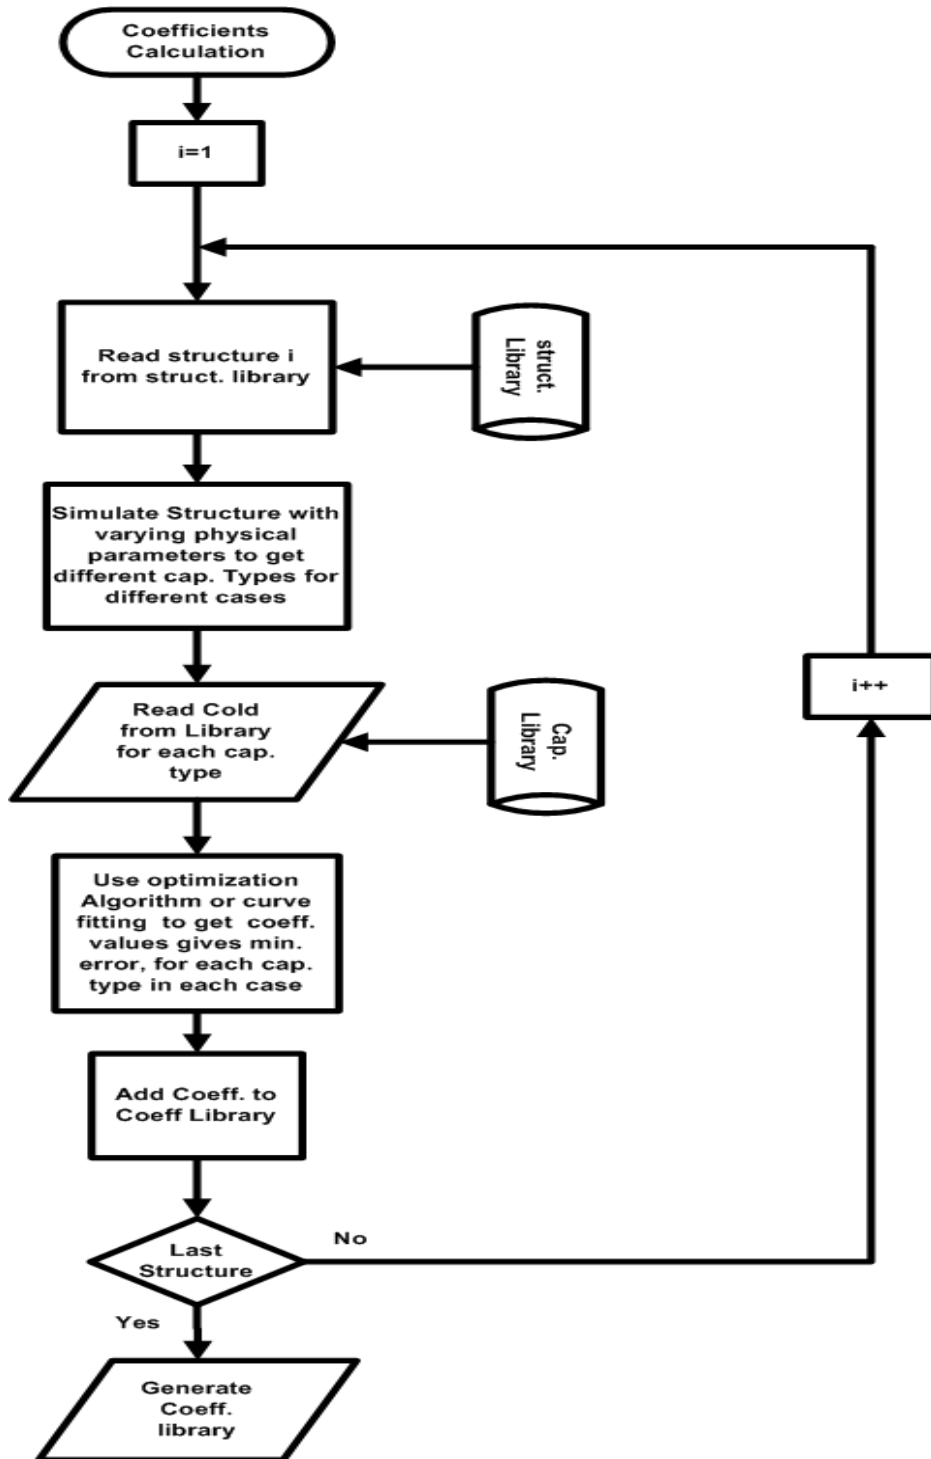 Coefficients
Calculation
i=1
Read structure i
from struct. library
struct.
Library
Simulate Structure with
varying physical
parameters to get
different cap. Types for
different cases
Read Cold
from Library
for each cap.
type
Cap.
Library
i++
Use optimization
Algorithm or curve
fitting to get coeff.
values gives min.
error, for each cap.
type in each case
Add Coeff. to
Coeff Library
Last
Structure
No
Yes
Generate
Coeff.
library